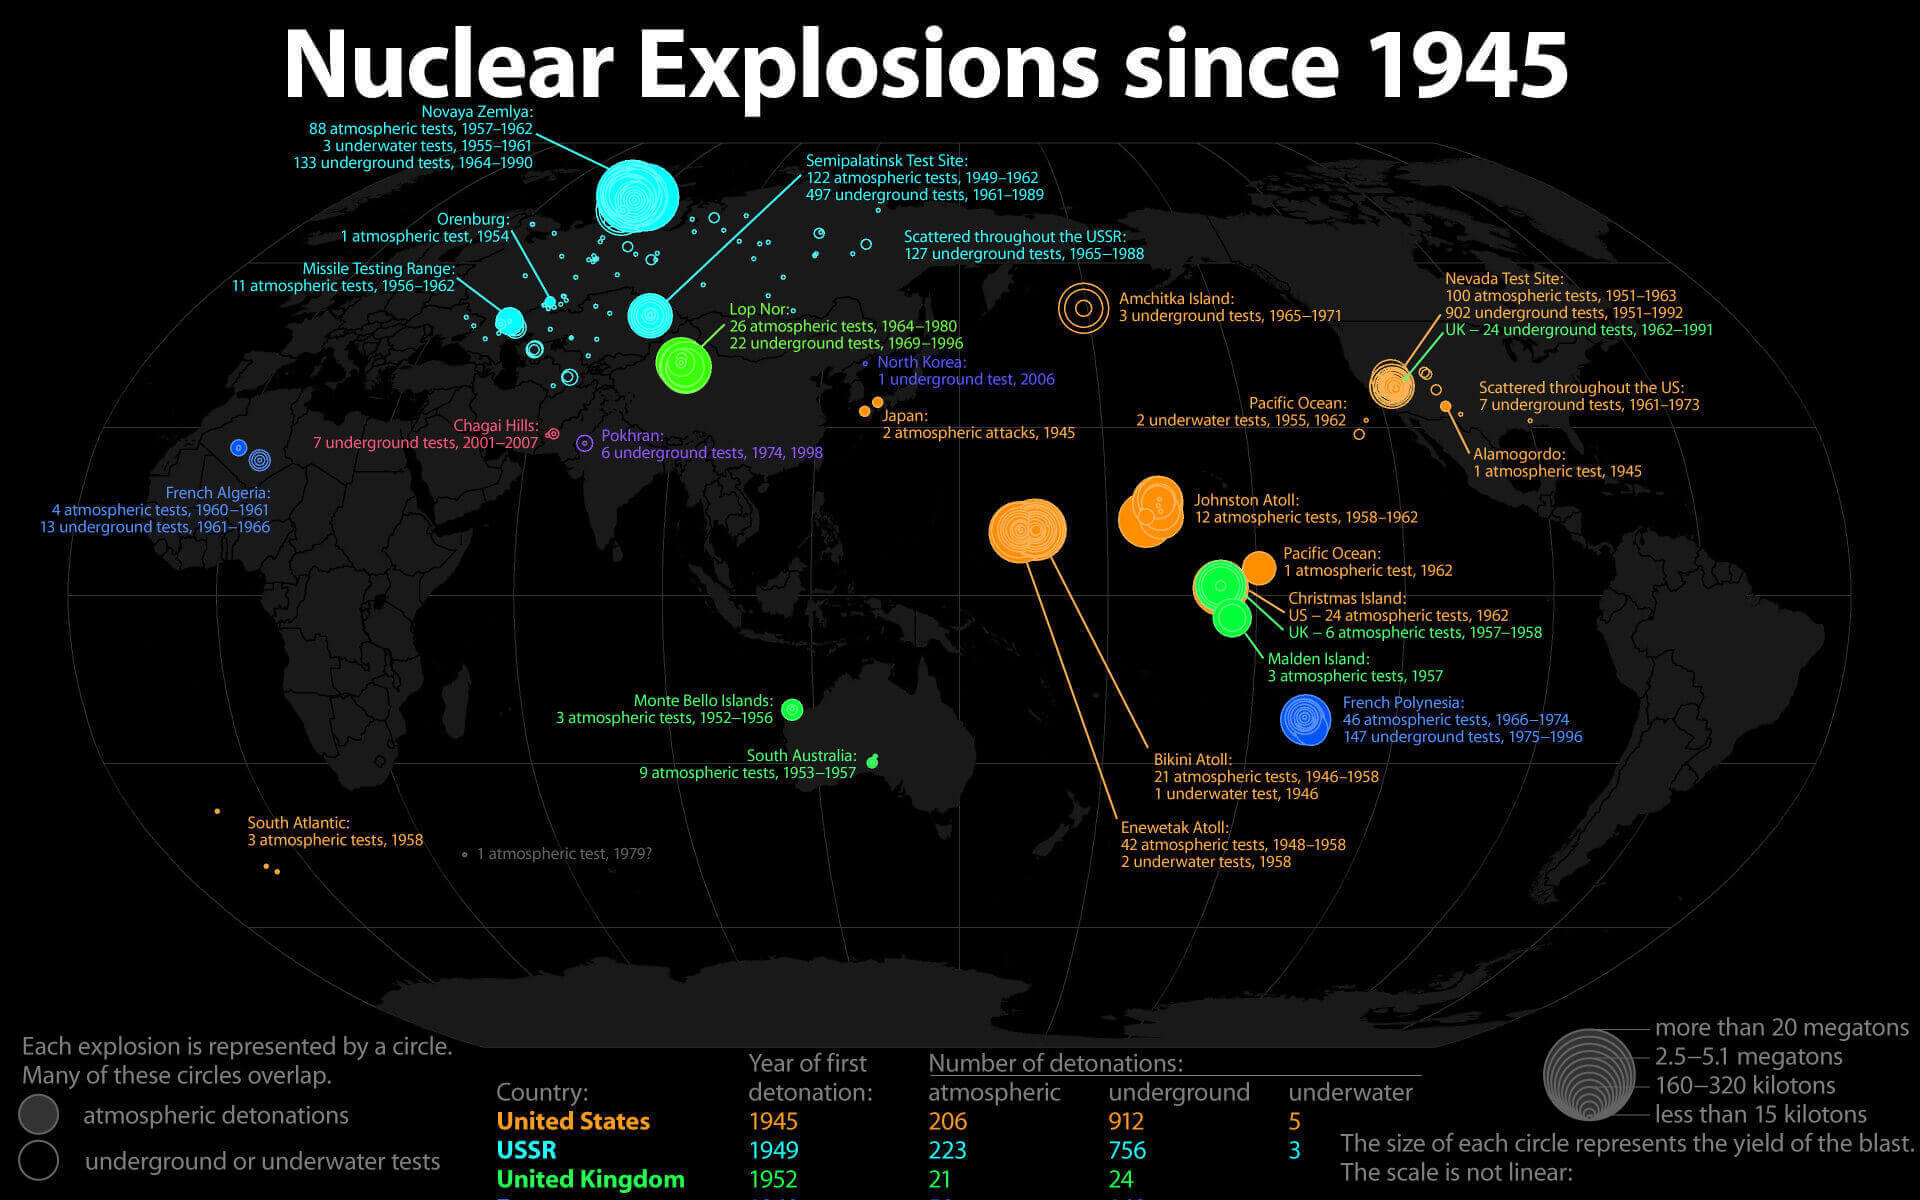 Nuclear Explosions since 1945
Novaya Zemlya:
88 atmospheric tests, 1957–1962
3 underwater tests, 1955–1961
133 underground tests, 1964–1990
Semipalatinsk Test Site:
122 atmospheric tests, 1949–1962
497 underground tests, 1961–1989
Orenburg:
1 atmospheric test, 1954
Scattered throughout the USSR:
127 underground tests, 1965–1988
Missile Testing Range:
11 atmospheric tests, 1956–1962
Lop Nor:
26 atmospheric tests, 1964–1980
22 underground tests, 1969–1996
Amchitka Island:
3 underground tests, 1965–1971
Nevada Test Site:
100 atmospheric tests, 1951–1963
902 underground tests, 1951–1992
UK – 24 underground tests, 1962–1991
North Korea:
1 underground test, 2006
Japan:
2 atmospheric attacks, 1945
Pacific Ocean:
2 underwater tests, 1955, 1962
Scattered throughout the US:
7 underground tests, 1961–1973
Chagai Hills:
7 underground tests, 2001–2007
Pokhran:
6 underground tests, 1974, 1998
Alamogordo:
1 atmospheric test, 1945
French Algeria:
4 atmospheric tests, 1960–1961
13 underground tests, 1961–1966
Johnston Atoll:
12 atmospheric tests, 1958–1962
Pacific Ocean:
1 atmospheric test, 1962
Christmas Island:
US – 24 atmospheric tests, 1962
UK – 6 atmospheric tests, 1957–1958
Malden Island:
3 atmospheric tests, 1957
Monte Bello Islands:
3 atmospheric tests, 1952–1956
French Polynesia:
46 atmospheric tests, 1966–1974
147 underground tests, 1975–1996
South Australia:
9 atmospheric tests, 1953–1957
Bikini Atoll:
21 atmospheric tests, 1946–1958
1 underwater test, 1946
South Atlantic:
3 atmospheric tests, 1958
1 atmospheric test, 1979?
Enewetak Atoll:
42 atmospheric tests, 1948–1958
2 underwater tests, 1958
Each explosion is represented by a circle.
Many of these circles overlap.
atmospheric detonations
underground or underwater tests
Year of first Number of detonations:
Country: detonation: atmospheric underground underwater
United States 1945 206 912 5
USSR 1949 223 756 3
United Kingdom 1952 21 24
more than 20 megatons
2.5–5.1 megatons
160–320 kilotons
less than 15 kilotons
The size of each circle represents the yield of the blast.
The scale is not linear: